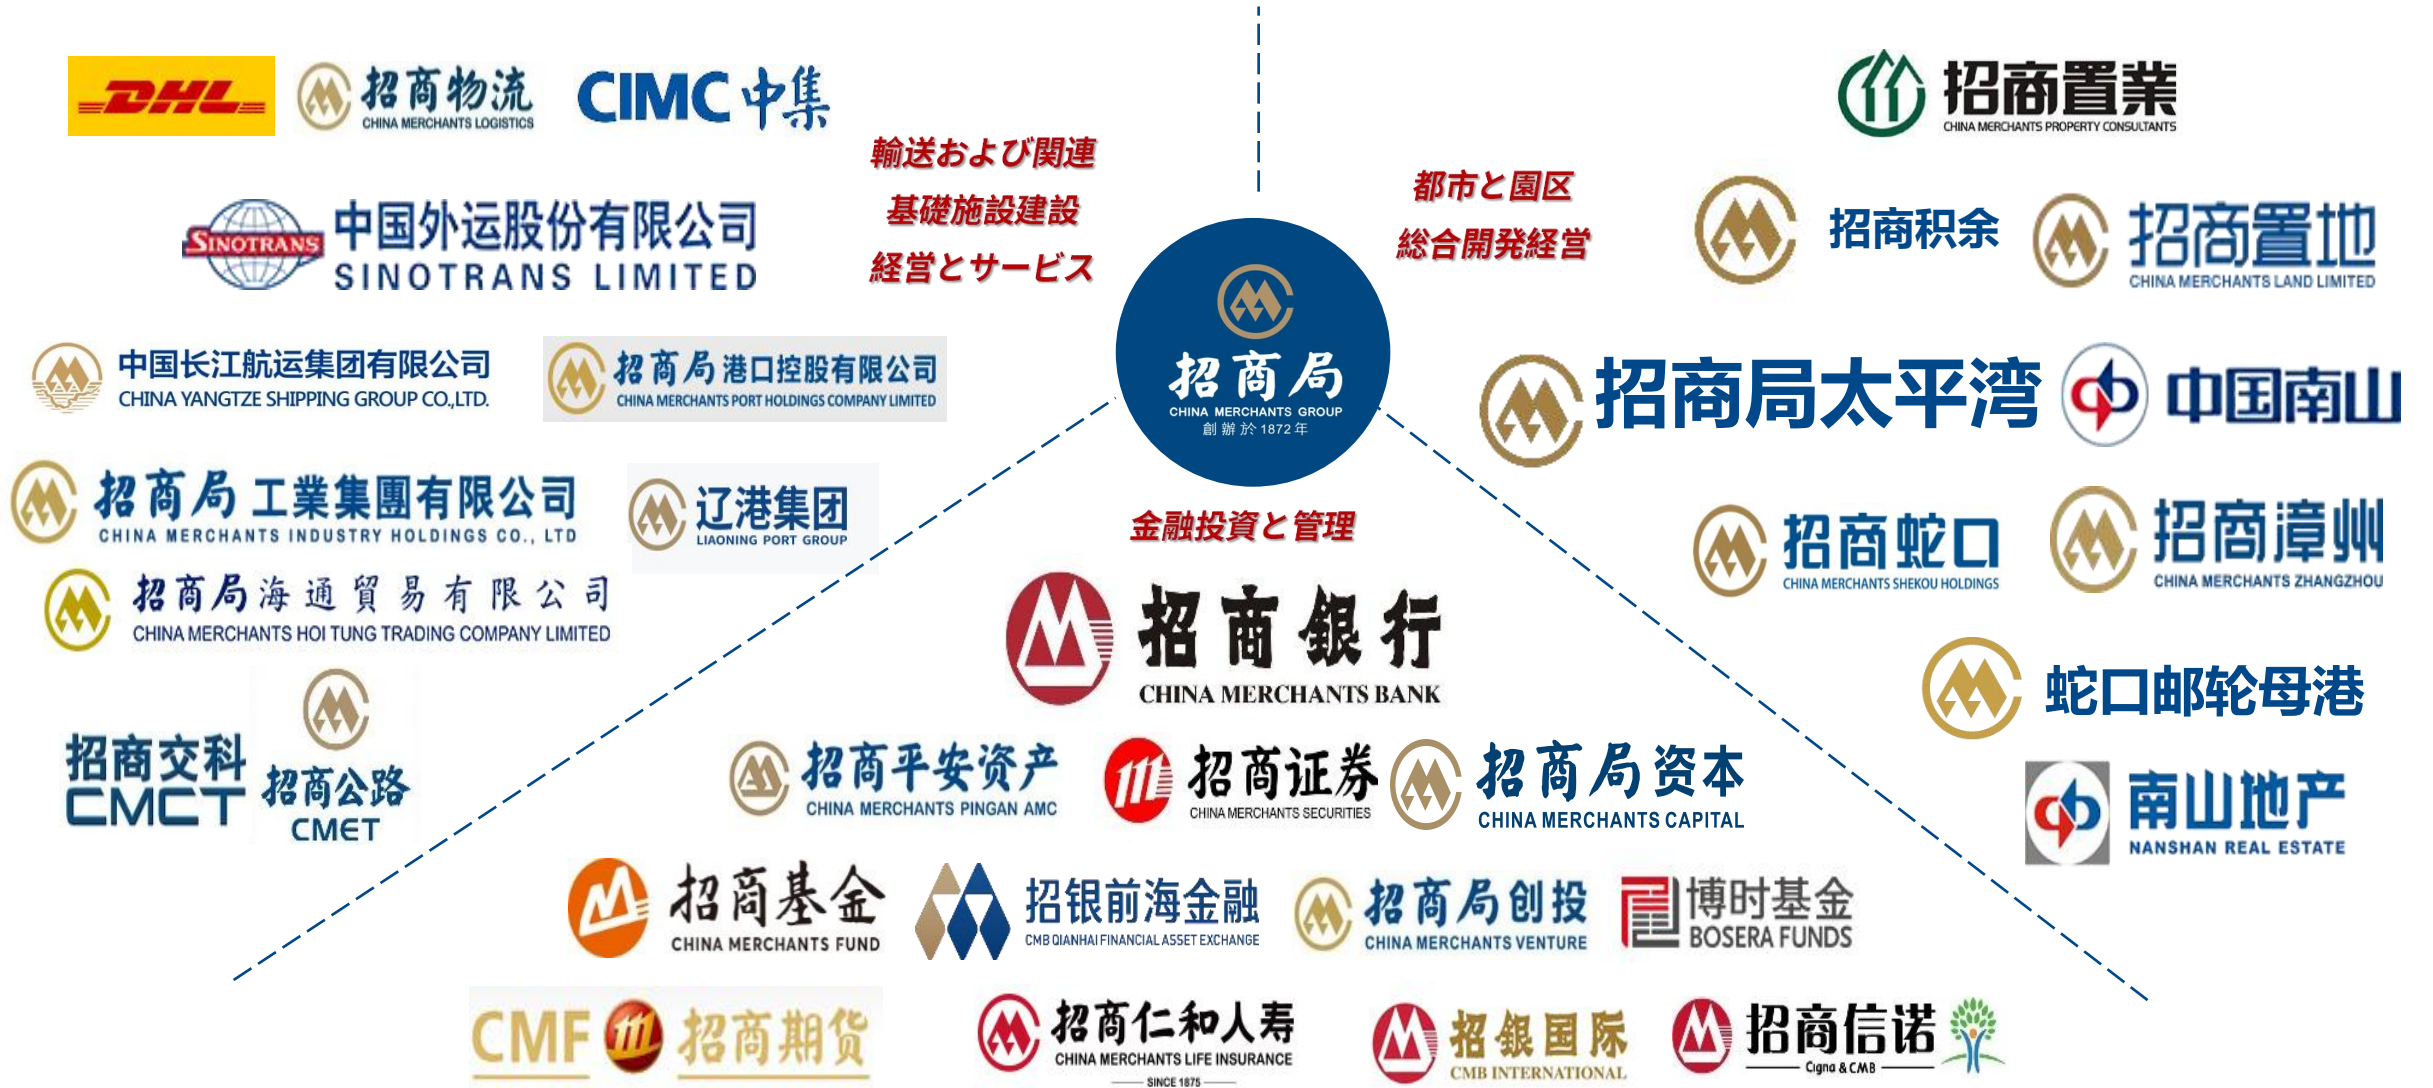 DHL
招商物流
CHINA MERCHANTS LOGISTICS
CIMC 中集
SINOTRANS
中国外运股份有限公司
SINOTRANS LIMITED
中国长江航运集团有限公司
CHINA YANGTZE SHIPPING GROUP CO.,LTD.
招商局港口控股有限公司
CHINA MERCHANTS PORT HOLDINGS COMPANY LIMITED
招商局工業集團有限公司
CHINA MERCHANTS INDUSTRY HOLDINGS CO., LTD
辽港集团
LIAONING PORT GROUP
招商局海通貿易有限公司
CHINA MERCHANTS HOI TUNG TRADING COMPANY LIMITED
招商交科
CMCT
招商公路
CMET
輸送および関連
基礎施設建設
経営とサービス
招商局
CHINA MERCHANTS GROUP
創辦於1872年
都市と園区
総合開発経営
招商置業
CHINA MERCHANTS PROPERTY CONSULTANTS
招商积余
招商置地
CHINA MERCHANTS LAND LIMITED
招商局太平湾
中国南山
招商蛇口
CHINA MERCHANTS SHEKOU HOLDINGS
招商漳州
CHINA MERCHANTS ZHANGZHOU
蛇口邮轮母港
南山地产
NANSHAN REAL ESTATE
金融投資と管理
招商銀行
CHINA MERCHANTS BANK
招商平安资产
CHINA MERCHANTS PINGAN AMC
招商证券
CHINA MERCHANTS SECURITIES
招商局资本
CHINA MERCHANTS CAPITAL
招商基金
CHINA MERCHANTS FUND
招银前海金融
CMB QIANHAI FINANCIAL ASSET EXCHANGE
招商局创投
CHINA MERCHANTS VENTURE
博时基金
BOSERA FUNDS
CMF 招商期货
招商仁和人寿
CHINA MERCHANTS LIFE INSURANCE
SINCE 1875
招银国际
CMB INTERNATIONAL
招商信诺
Cigna & CMB